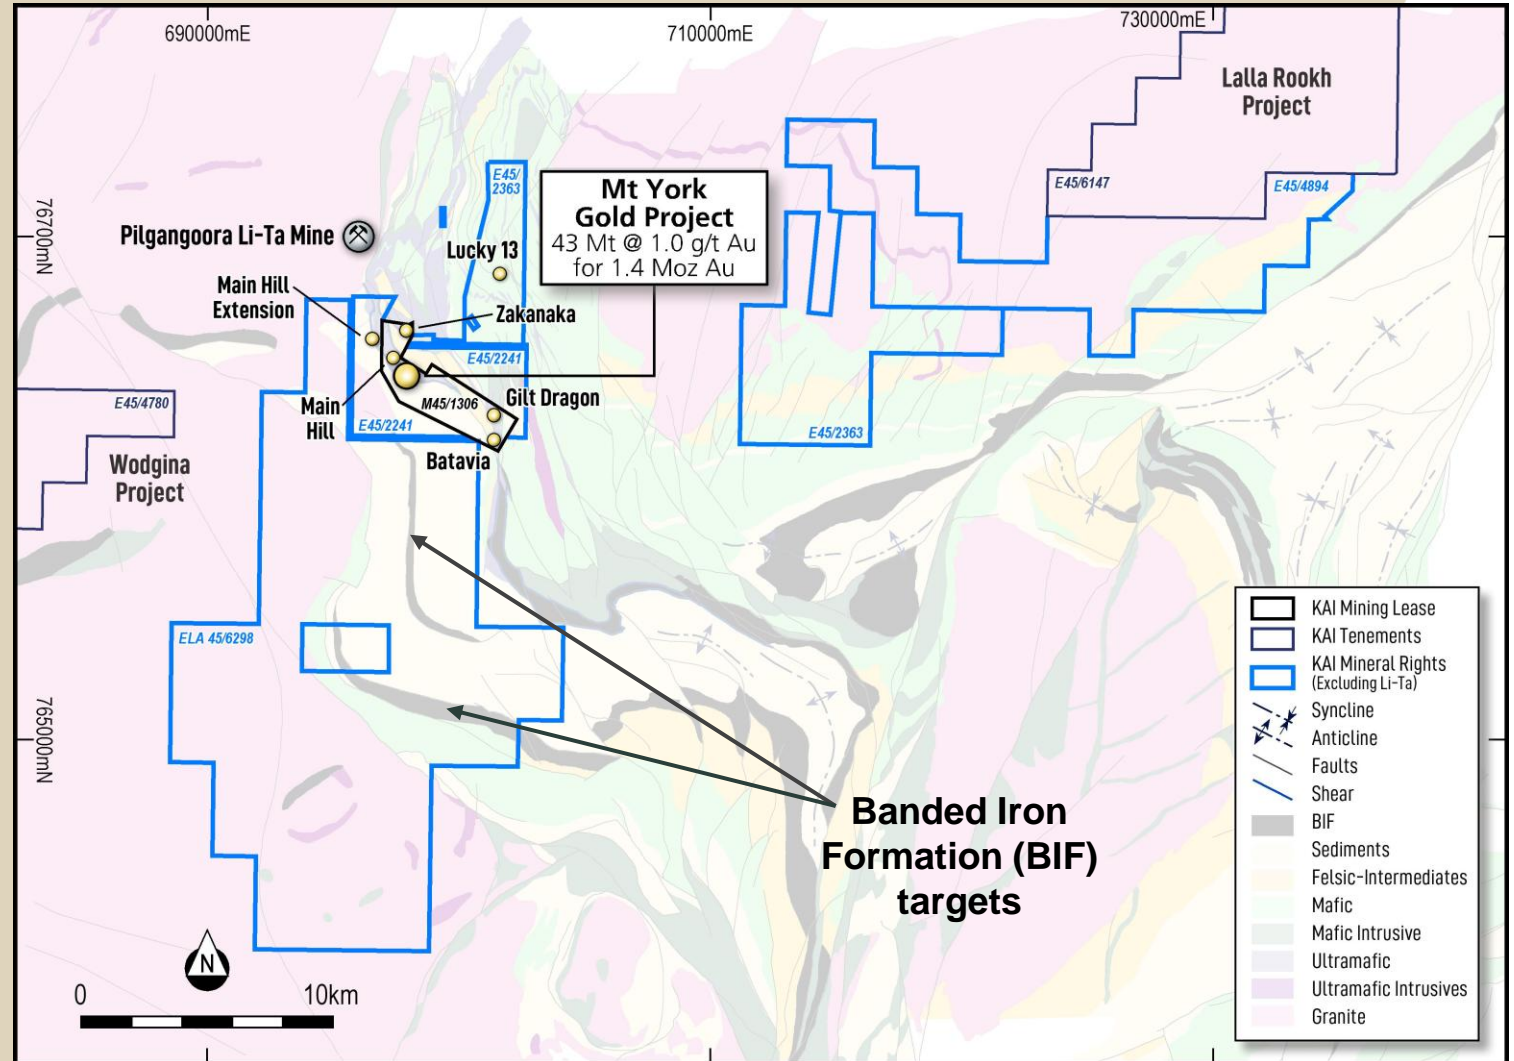 690000mE
710000mE
730000mE
Lalla Rookh
Project
E45/
2363
Mt York
Gold Project
43 Mt @ 1.0 g/t Au
for 1.4 Moz Au
E45/6147
E45/4894
7670000mN
Pilgangoora Li-Ta Mine
Lucky 13
Main Hill
Extension
Zakanaka
E45/2241
E45/4780
Main
Hill
M45/1306
Gilt Dragon
E45/2241
E45/2363
Batavia
Wodgina
Project
ELA 45/6298
7650000mN
Banded Iron
Formation (BIF)
targets
N
0
10km
KAI Mining Lease
KAI Tenements
KAI Mineral Rights
(Excluding Li-Ta)
Syncline
Anticline
Faults
Shear
BIF
Sediments
Felsic-Intermediates
Mafic
Mafic Intrusive
Ultramafic
Ultramafic Intrusives
Granite